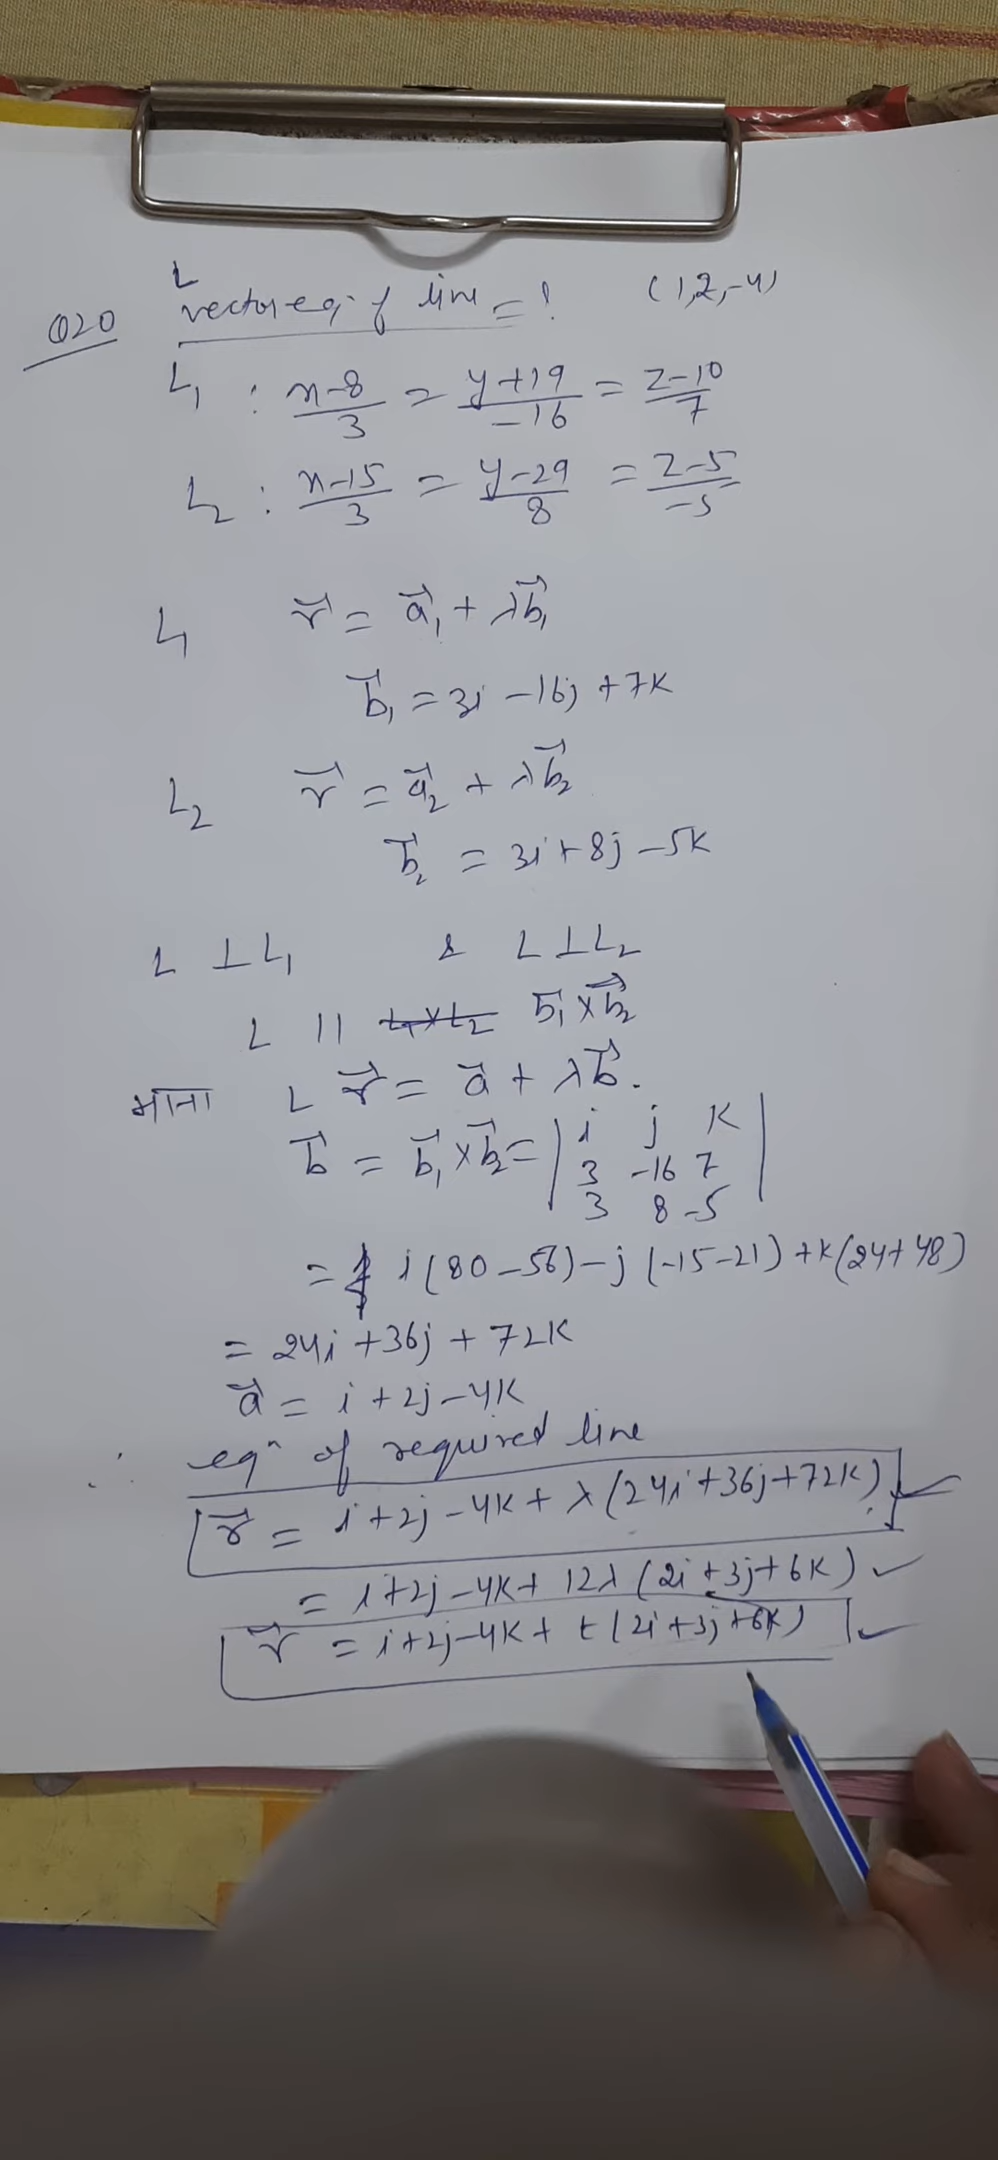 Q20 L vector eqn of line = ? (1,2,-4)
L₁ : x-8/3 = y+19/-16 = z-10/7
L₂ : x-15/3 = y-29/8 = z-5/-5
L₁ r⃗ = a⃗₁ + λb⃗₁
b⃗₁ = 3i -16j + 7k
L₂ r⃗ = a⃗₂ + λb⃗₂
b⃗₂ = 3i + 8j - 5k
L ⊥ L₁ & L ⊥ L₂
L || L₁×L₂ b⃗₁ × b⃗₂
माना L r⃗ = a⃗ + λb⃗.
b⃗ = b⃗₁ × b⃗₂ = | i j k
3 -16 7
3 8 -5 |
= i(80-56) - j(-15-21) + k(24+48)
= 24i + 36j + 72k
a⃗ = i + 2j - 4k
∴ eqn of required line
r⃗ = i + 2j - 4k + λ(24i + 36j + 72k)
= i + 2j - 4k + 12λ(2i + 3j + 6k)
r⃗ = i + 2j - 4k + t(2i + 3j + 6k)